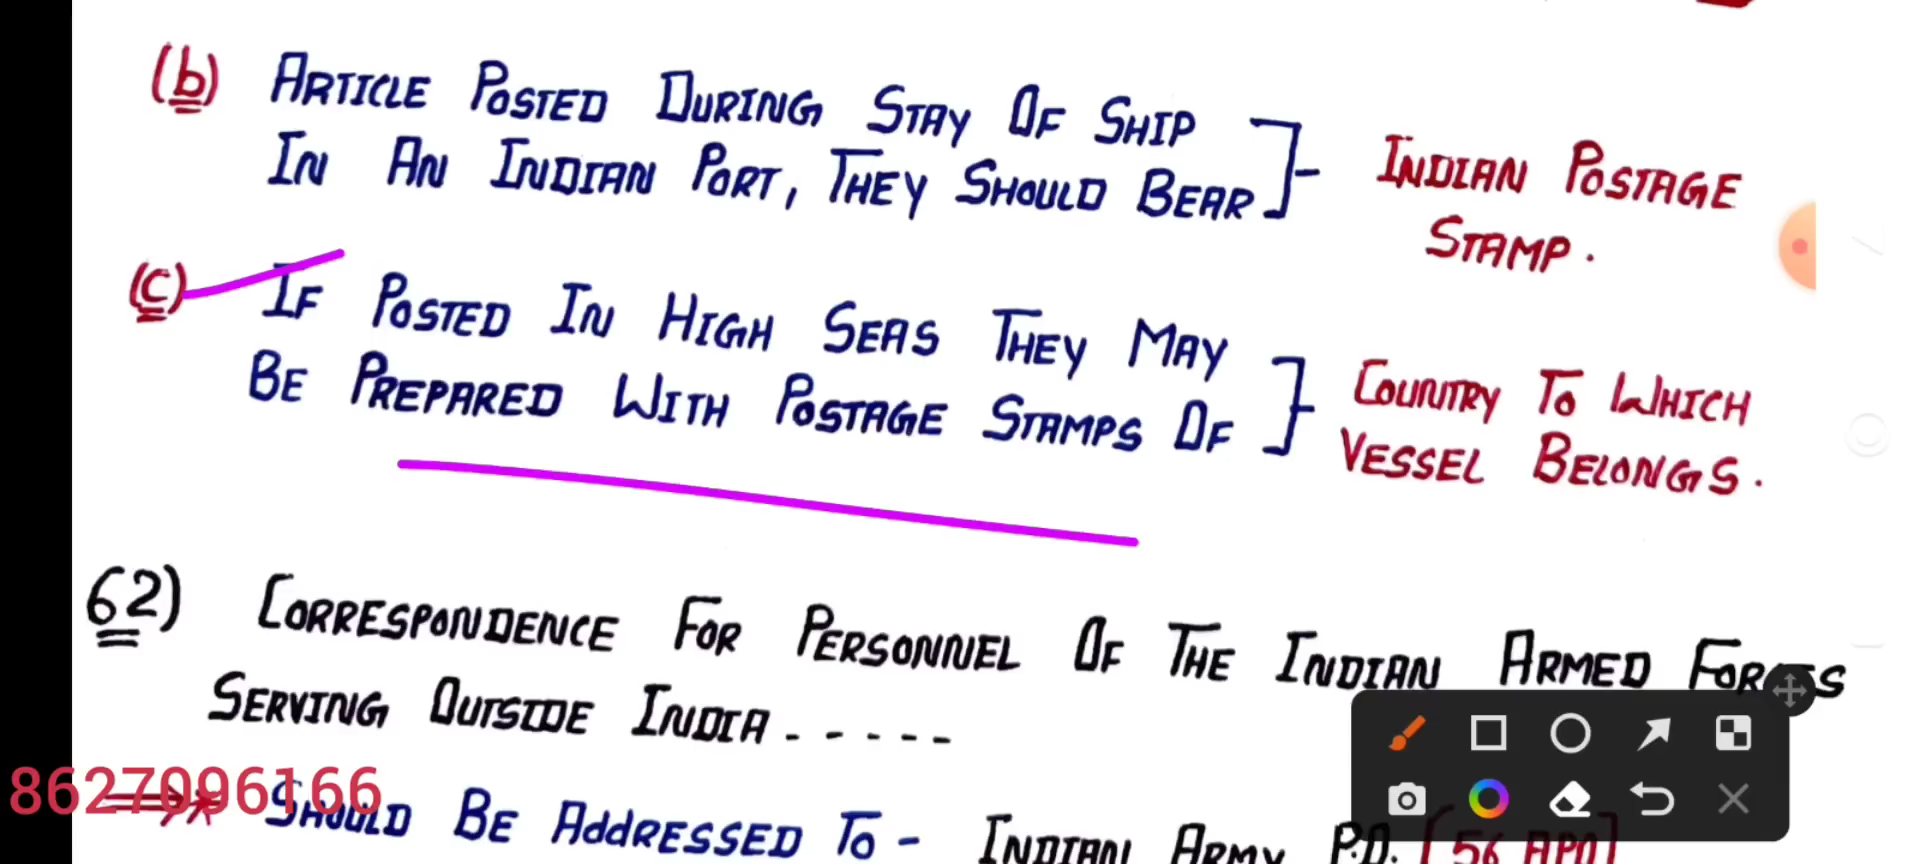 (b) ARTICLE POSTED DURING STAY OF SHIP
IN AN INDIAN PORT, THEY SHOULD BEAR
INDIAN POSTAGE
STAMP.
(c) IF POSTED IN HIGH SEAS THEY MAY
BE PREPARED WITH POSTAGE STAMPS OF
COUNTRY TO WHICH
VESSEL BELONGS.
62) CORRESPONDENCE FOR PERSONNEL OF THE INDIAN ARMED FORCES
SERVING OUTSIDE INDIA - - - - -
8627096166
SHOULD BE ADDRESSED TO - INDIAN ARMY P.O. [56 APO]